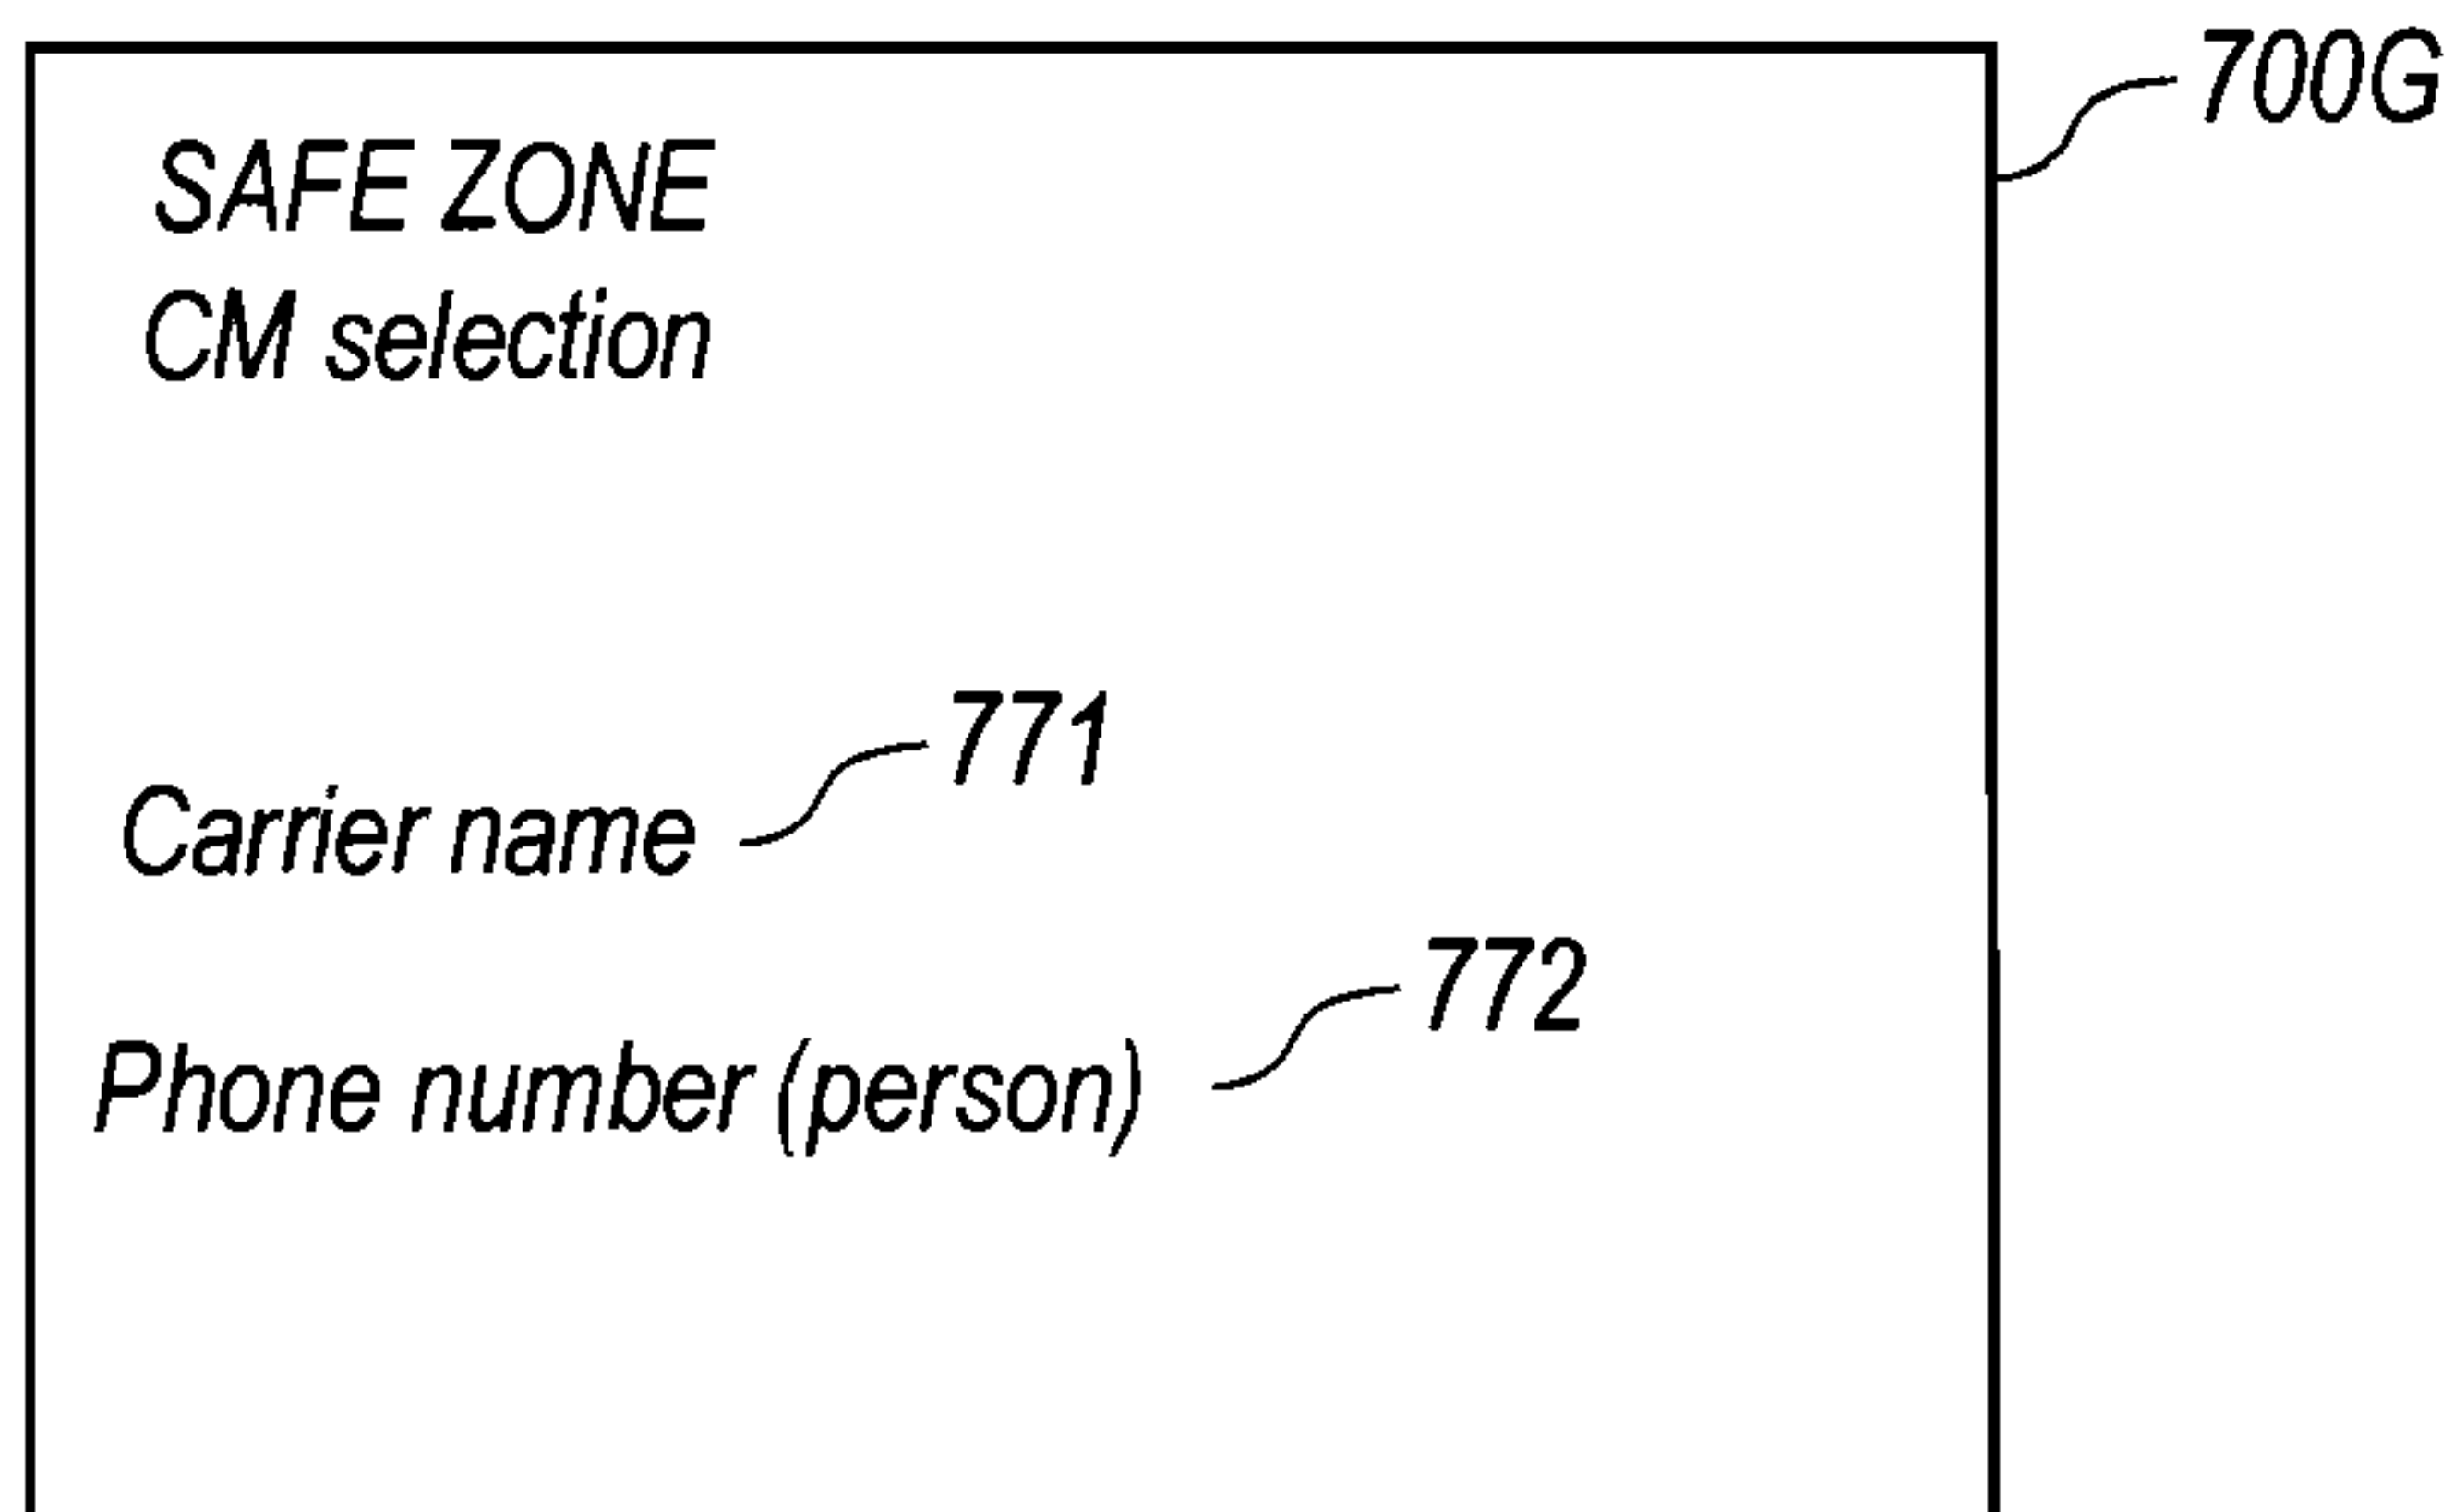 700G
SAFE ZONE
CM selection
771
Carrier name
772
Phone number (person)